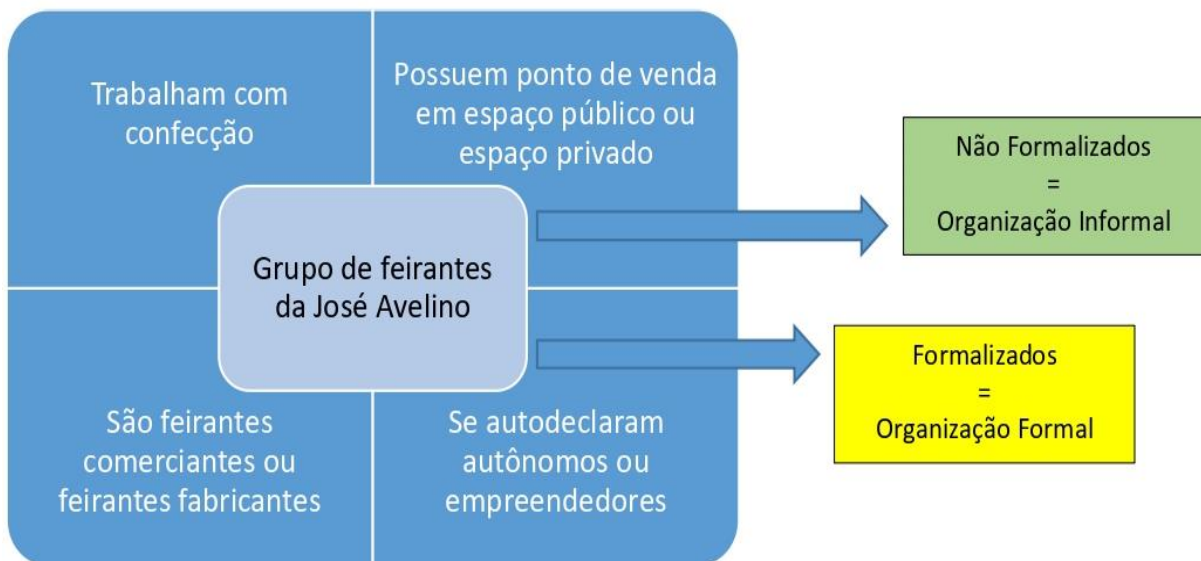 Trabalham com
confecção
Possuem ponto de venda
em espaço público ou
espaço privado
Grupo de feirantes
da José Avelino
São feirantes
comerciantes ou
feirantes fabricantes
Se autodeclaram
autônomos ou
empreendedores
Não Formalizados
=
Organização Informal
Formalizados
=
Organização Formal